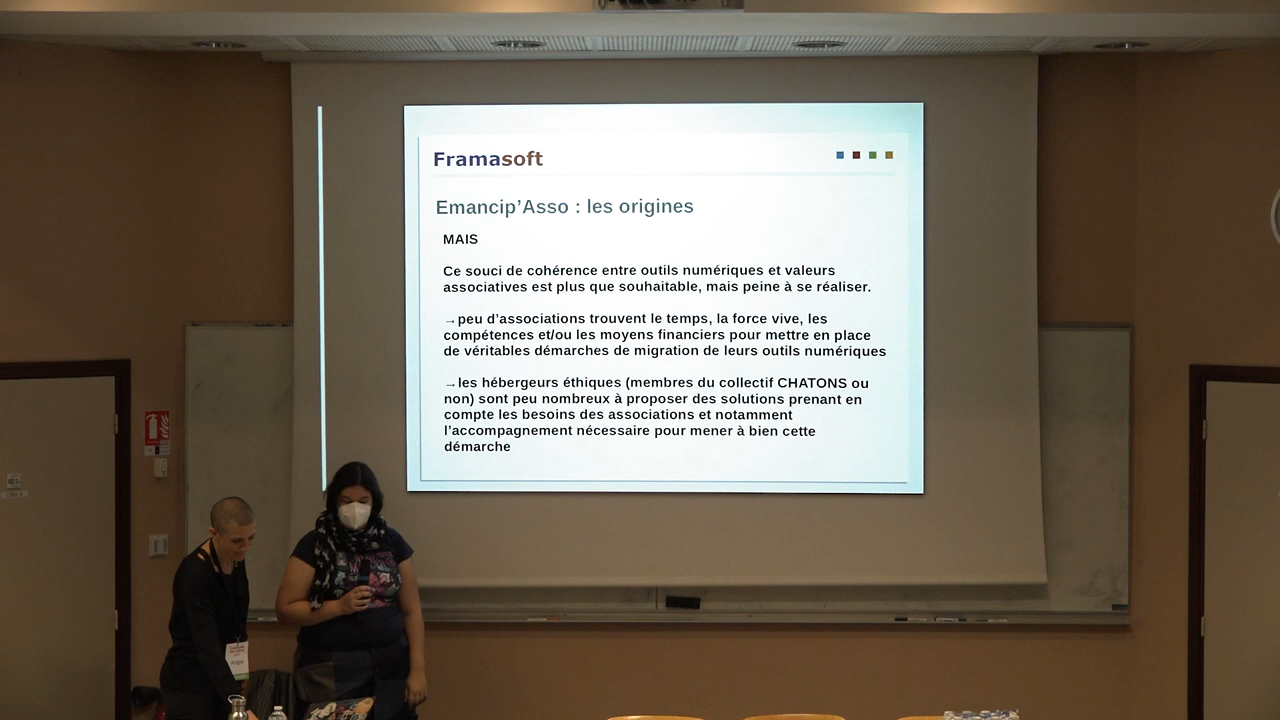 Framasoft
Emancip’Asso : les origines
MAIS
Ce souci de cohérence entre outils numériques et valeurs
associatives est plus que souhaitable, mais peine à se réaliser.
→peu d’associations trouvent le temps, la force vive, les
compétences et/ou les moyens financiers pour mettre en place
de véritables démarches de migration de leurs outils numériques
→les hébergeurs éthiques (membres du collectif CHATONS ou
non) sont peu nombreux à proposer des solutions prenant en
compte les besoins des associations et notamment
l’accompagnement nécessaire pour mener à bien cette
démarche